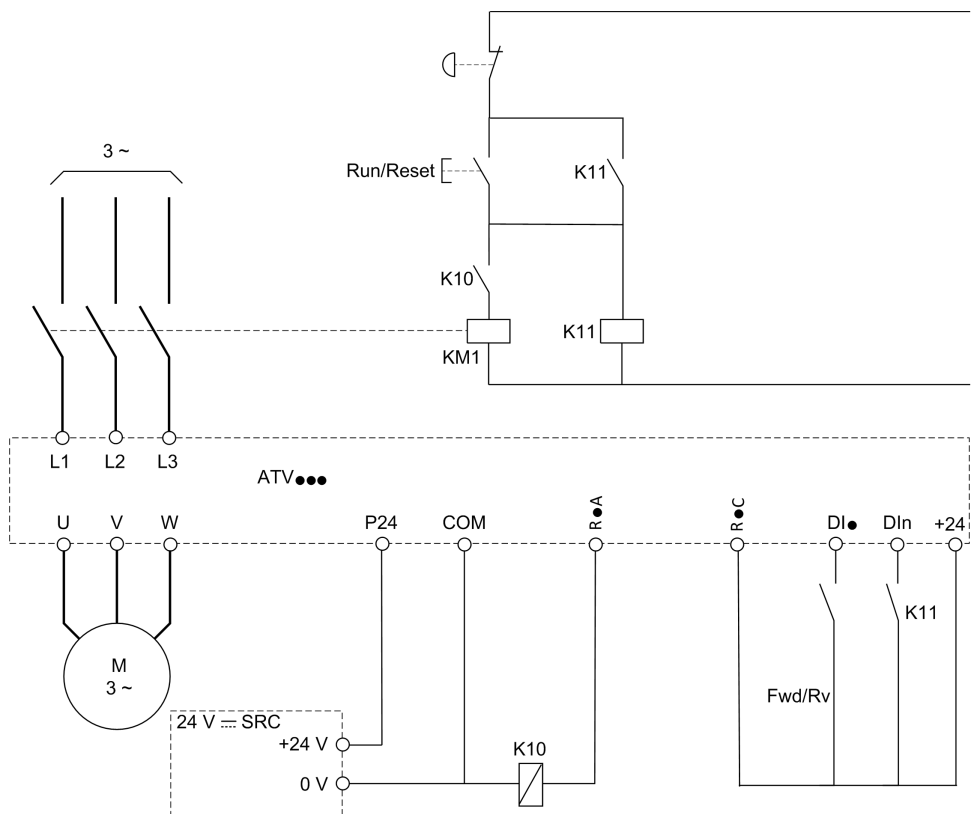 3 ~
Run/Reset
K11
K10
KM1
K11
L1 L2 L3
ATV●●●
U V W P24 COM R●A R●C DI● DIn +24
K11
M
3 ~
Fwd/Rv
24 V ⎓ SRC
+24 V
K10
0 V